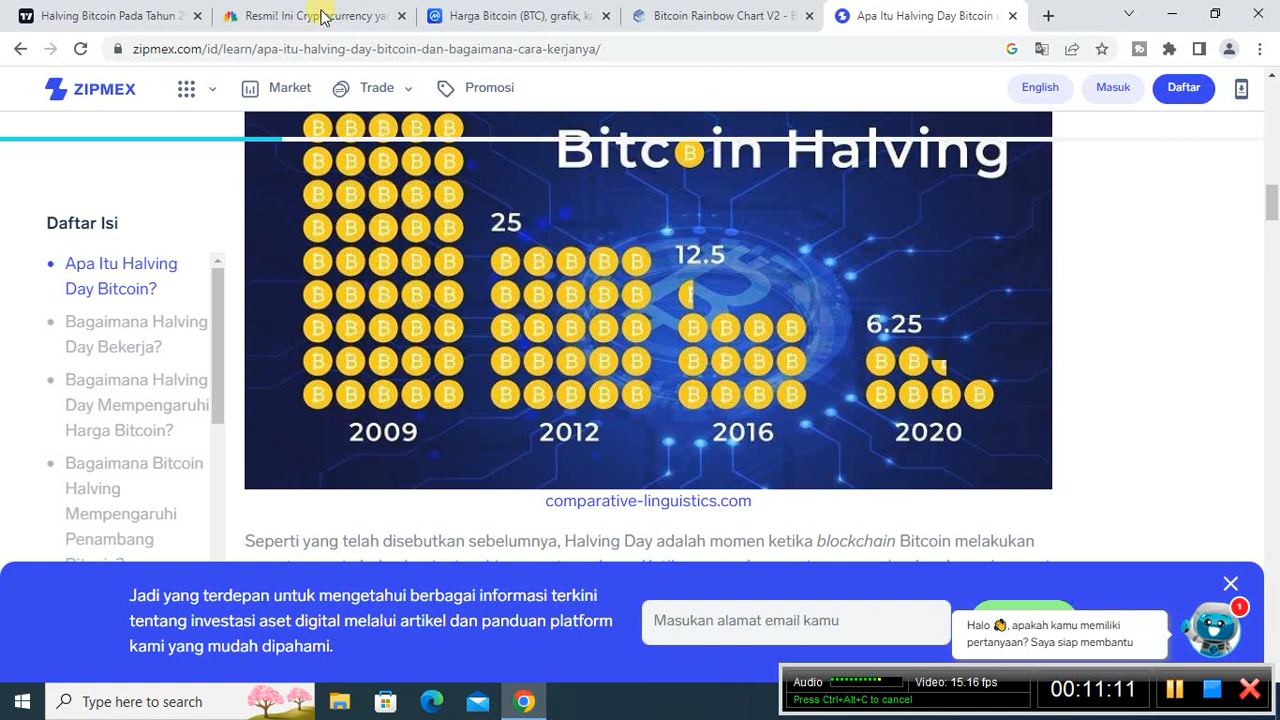 Halving Bitcoin Pada Tahun 2
Resmi! Ini Cryptocurrency yan
Harga Bitcoin (BTC), grafik, ka
Bitcoin Rainbow Chart V2 - B
Apa Itu Halving Day Bitcoin d
zipmex.com/id/learn/apa-itu-halving-day-bitcoin-dan-bagaimana-cara-kerjanya/
ZIPMEX
Market
Trade
Promosi
English
Masuk
Daftar
Bitcoin Halving
25
12.5
6.25
2009
2012
2016
2020
comparative-linguistics.com
Daftar Isi
Apa Itu Halving
Day Bitcoin?
Bagaimana Halving
Day Bekerja?
Bagaimana Halving
Day Mempengaruhi
Harga Bitcoin?
Bagaimana Bitcoin
Halving
Mempengaruhi
Penambang
Seperti yang telah disebutkan sebelumnya, Halving Day adalah momen ketika blockchain Bitcoin melakukan
Jadi yang terdepan untuk mengetahui berbagai informasi terkini
tentang investasi aset digital melalui artikel dan panduan platform
kami yang mudah dipahami.
Masukan alamat email kamu
Halo 👋, apakah kamu memiliki
pertanyaan? Saya siap membantu
1
Audio
Video: 15.16 fps
Press Ctrl+Alt+C to cancel
00:11:11
Type here